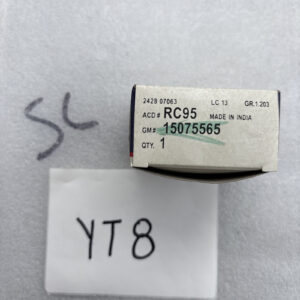 2428 07063 LC 13 GR.1.203
ACD# RC95 MADE IN INDIA
GM# 15075565
QTY. 1
SL
YT8